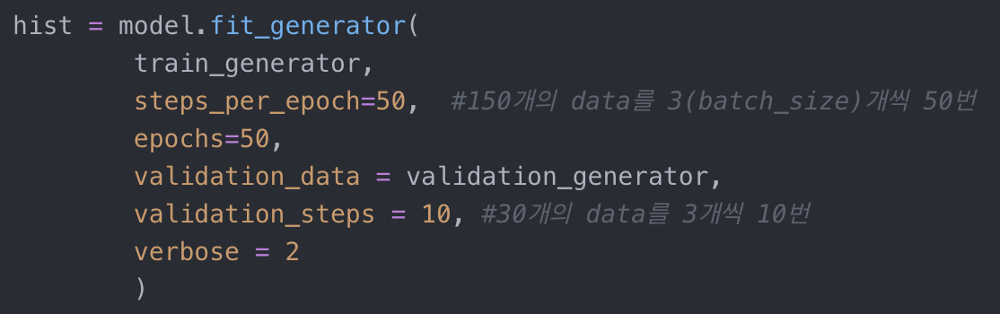 hist = model.fit_generator(
train_generator,
steps_per_epoch=50,  #150개의 data를 3(batch_size)개씩 50번
epochs=50,
validation_data = validation_generator,
validation_steps = 10, #30개의 data를 3개씩 10번
verbose = 2
)